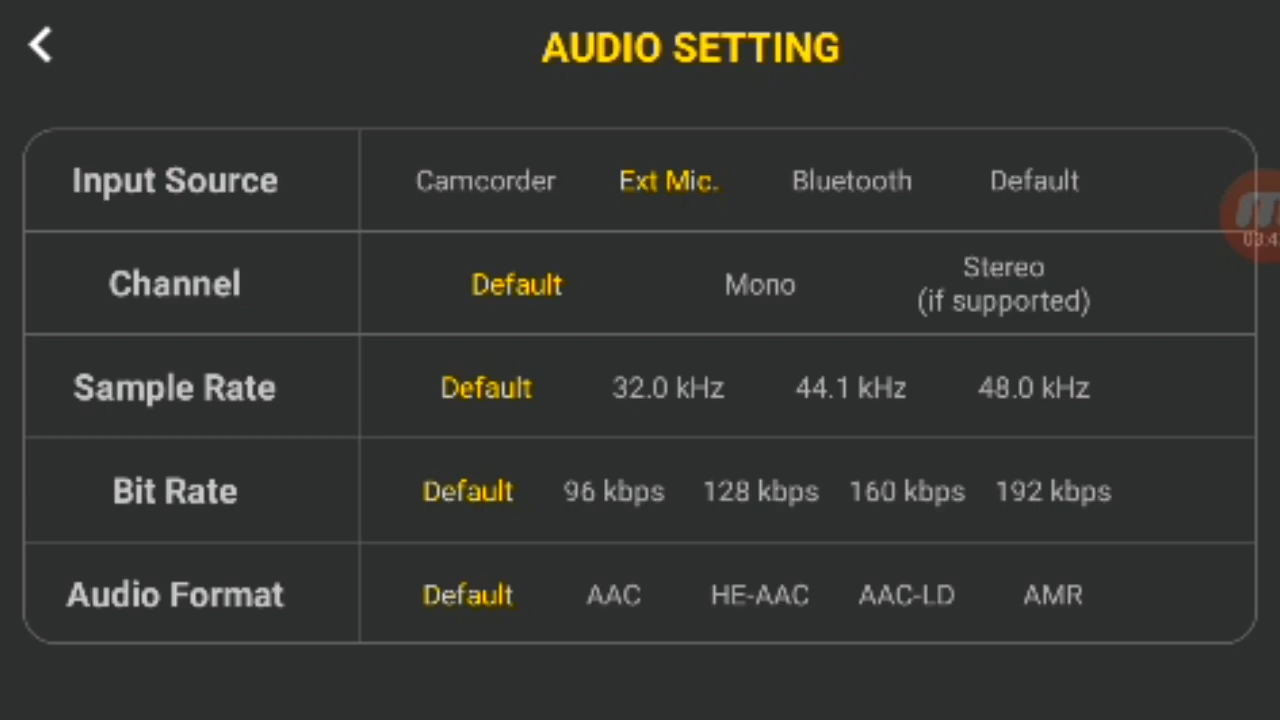 AUDIO SETTING
Input Source Camcorder Ext Mic. Bluetooth Default
Channel Default Mono Stereo
(if supported)
Sample Rate Default 32.0 kHz 44.1 kHz 48.0 kHz
Bit Rate Default 96 kbps 128 kbps 160 kbps 192 kbps
Audio Format Default AAC HE-AAC AAC-LD AMR